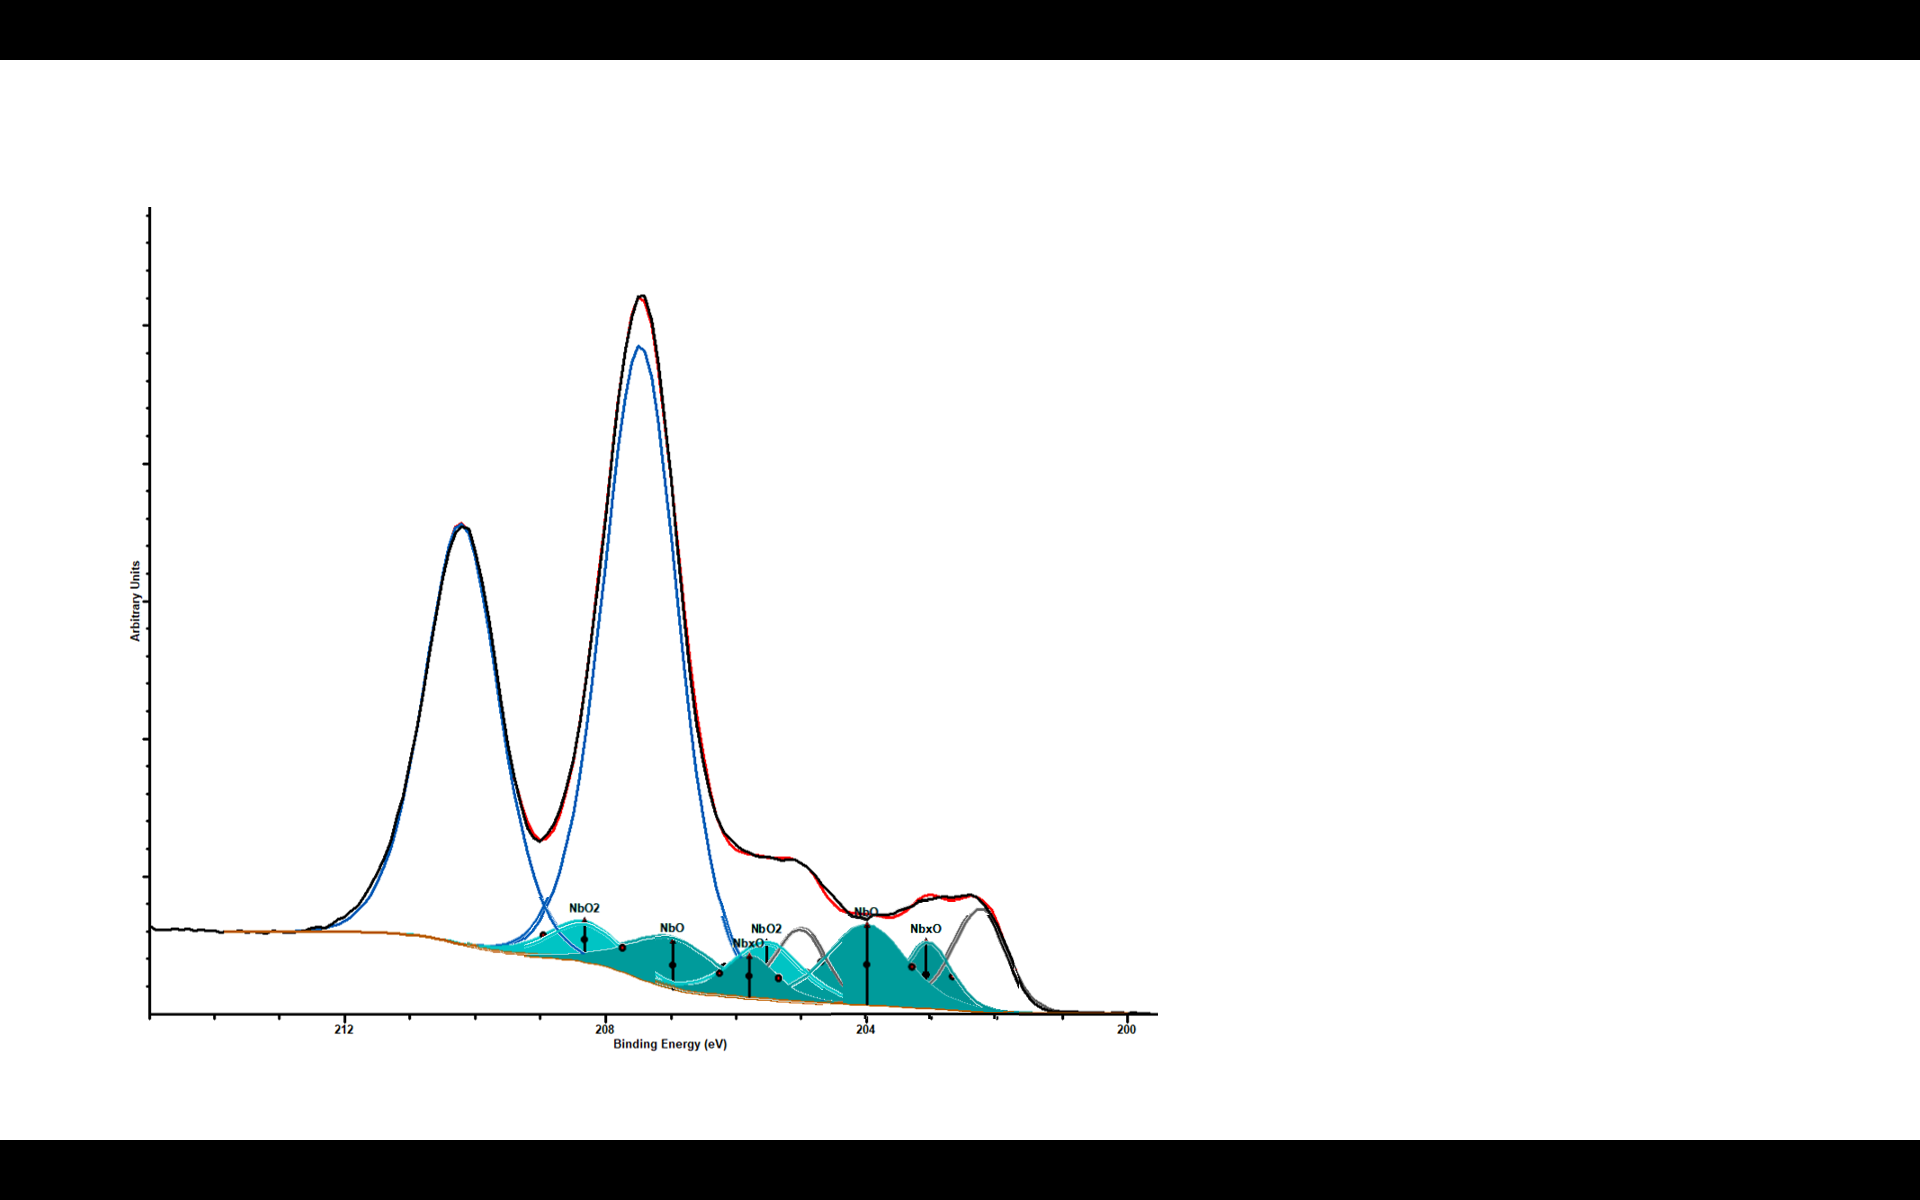 Arbitrary Units
NbO2
NbO
NbO2
NbxO
NbO
NbxO
212
208
204
200
Binding Energy (eV)